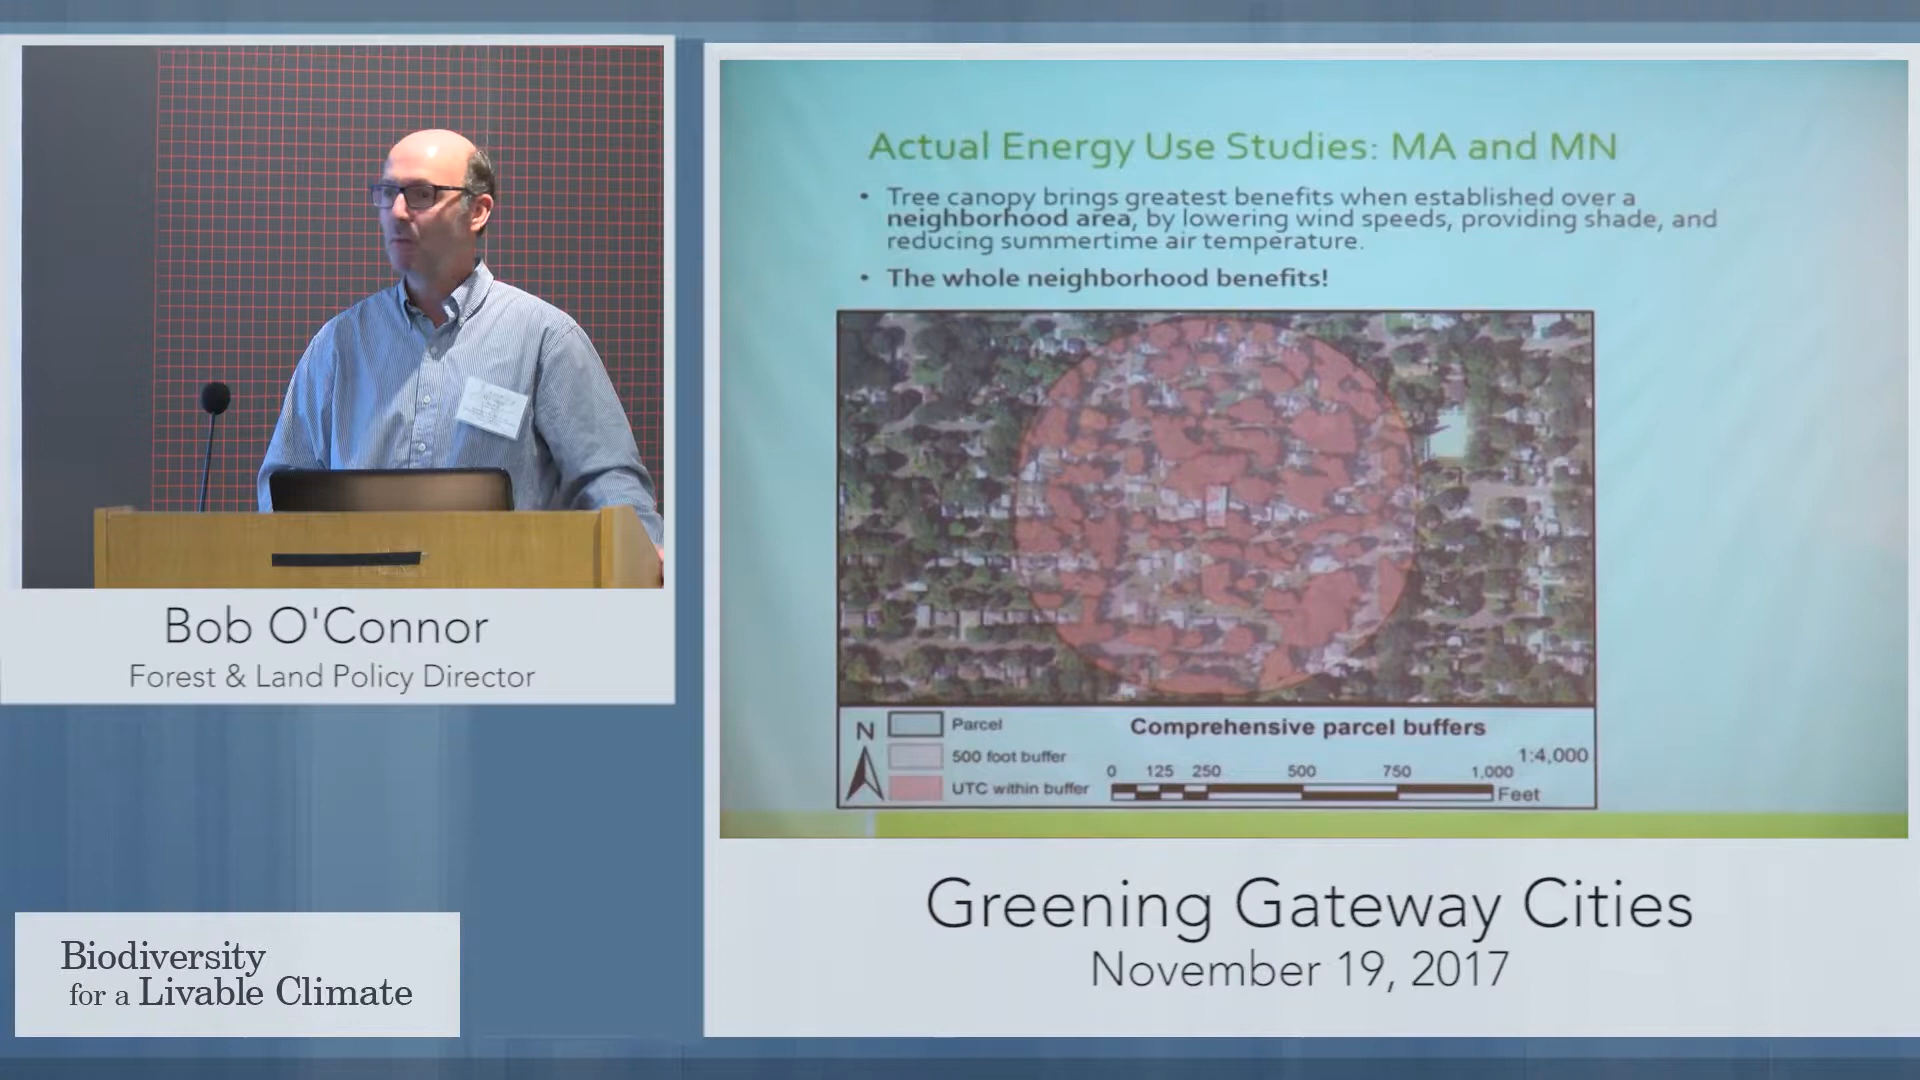 Actual Energy Use Studies: MA and MN
• Tree canopy brings greatest benefits when established over a
neighborhood area, by lowering wind speeds, providing shade, and
reducing summertime air temperature.
• The whole neighborhood benefits!
N
Parcel
500 foot buffer
UTC within buffer
Comprehensive parcel buffers
1:4,000
0 125 250 500 750 1,000
Feet
Bob O'Connor
Forest & Land Policy Director
Greening Gateway Cities
November 19, 2017
Biodiversity
for a Livable Climate